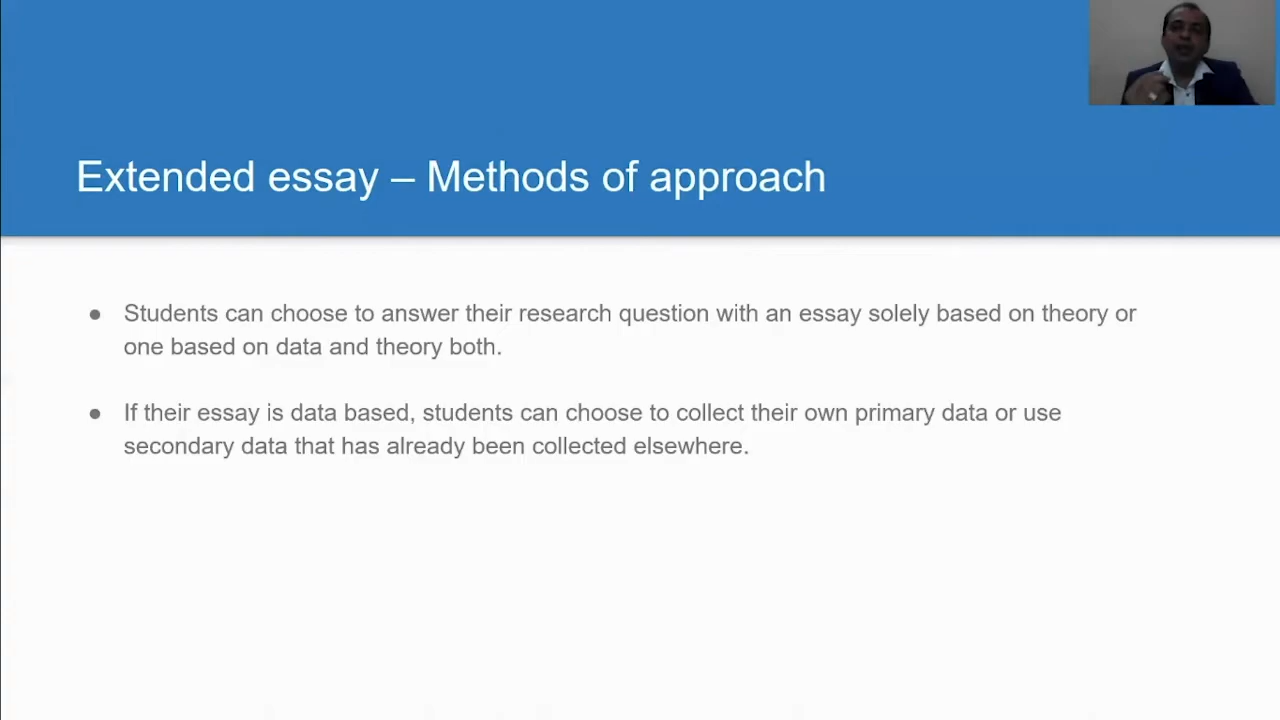 Extended essay – Methods of approach
● Students can choose to answer their research question with an essay solely based on theory or
one based on data and theory both.
● If their essay is data based, students can choose to collect their own primary data or use
secondary data that has already been collected elsewhere.